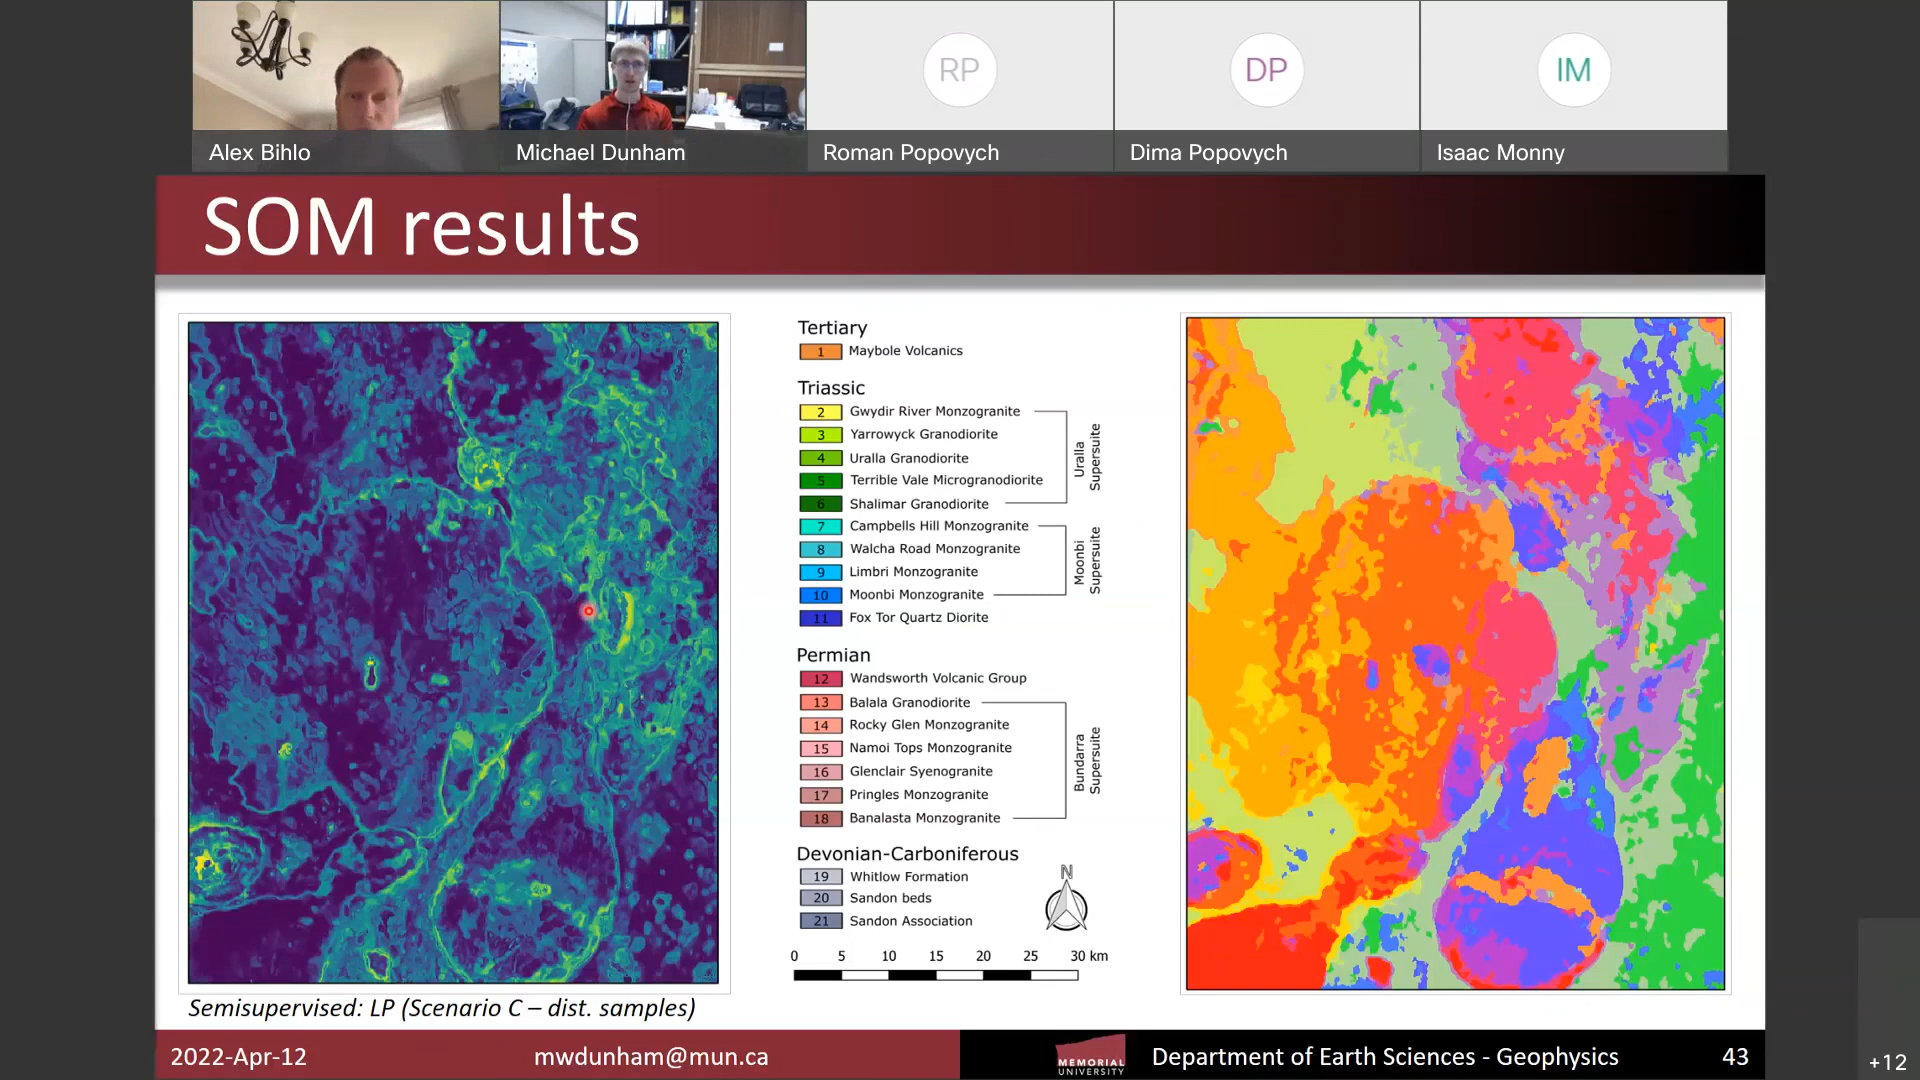 RP
DP
IM
Alex Bihlo
Michael Dunham
Roman Popovych
Dima Popovych
Isaac Monny
SOM results
Tertiary
1 Maybole Volcanics
Triassic
2 Gwydir River Monzogranite
3 Yarrowyck Granodiorite
4 Uralla Granodiorite
5 Terrible Vale Microgranodiorite
6 Shalimar Granodiorite
Uralla
Supersuite
7 Campbells Hill Monzogranite
8 Walcha Road Monzogranite
9 Limbri Monzogranite
10 Moonbi Monzogranite
Moonbi
Supersuite
11 Fox Tor Quartz Diorite
Permian
12 Wandsworth Volcanic Group
13 Balala Granodiorite
14 Rocky Glen Monzogranite
15 Namoi Tops Monzogranite
16 Glenclair Syenogranite
17 Pringles Monzogranite
18 Banalasta Monzogranite
Bundarra
Supersuite
Devonian-Carboniferous
19 Whitlow Formation
20 Sandon beds
21 Sandon Association
N
0 5 10 15 20 25 30 km
Semisupervised: LP (Scenario C – dist. samples)
2022-Apr-12
mwdunham@mun.ca
MEMORIAL
UNIVERSITY
Department of Earth Sciences - Geophysics
43
+12